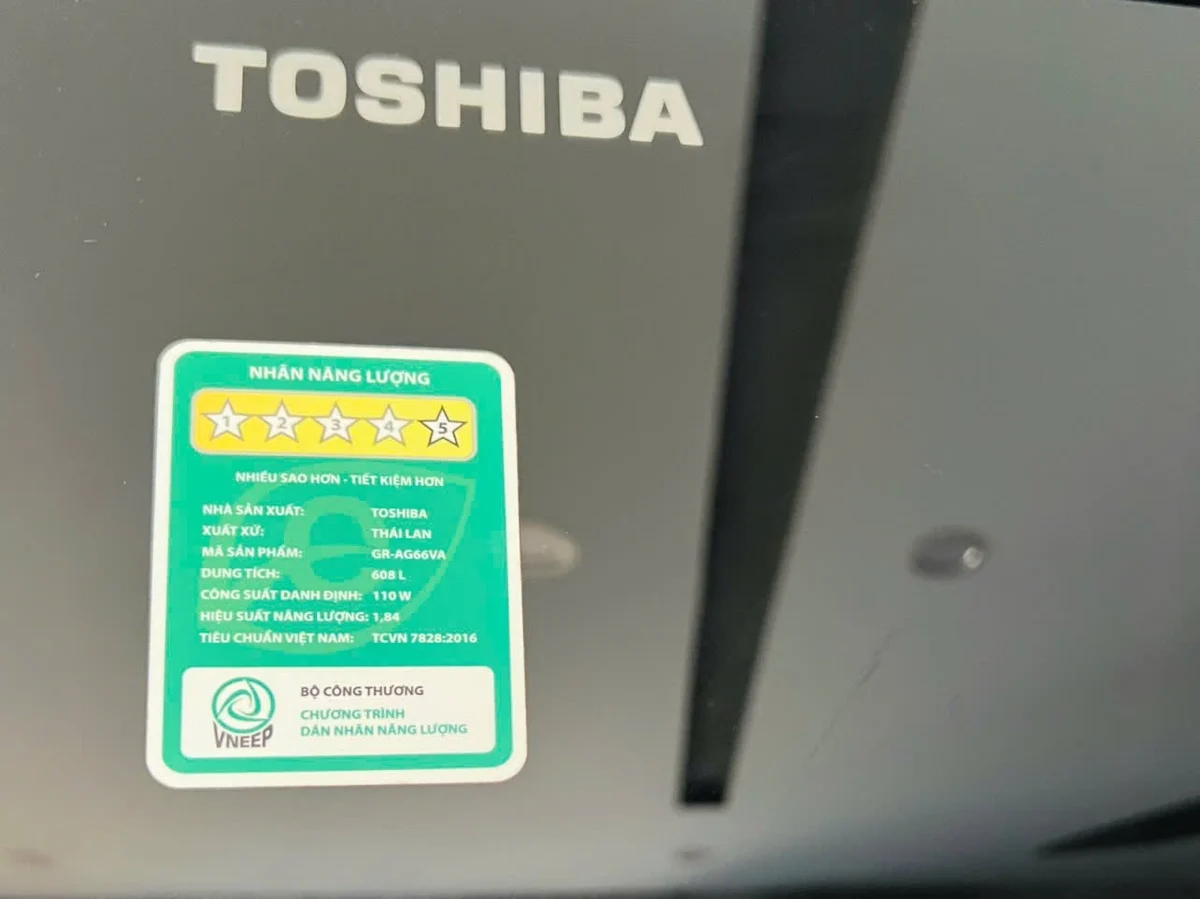 TOSHIBA
NHÃN NĂNG LƯỢNG
1 2 3 4 5
NHIỀU SAO HƠN - TIẾT KIỆM HƠN
NHÀ SẢN XUẤT: TOSHIBA
XUẤT XỨ: THÁI LAN
MÃ SẢN PHẨM: GR-AG66VA
DUNG TÍCH: 608 L
CÔNG SUẤT DANH ĐỊNH: 110 W
HIỆU SUẤT NĂNG LƯỢNG: 1,84
TIÊU CHUẨN VIỆT NAM: TCVN 7828:2016
VNEEP
BỘ CÔNG THƯƠNG
CHƯƠNG TRÌNH
DÁN NHÃN NĂNG LƯỢNG